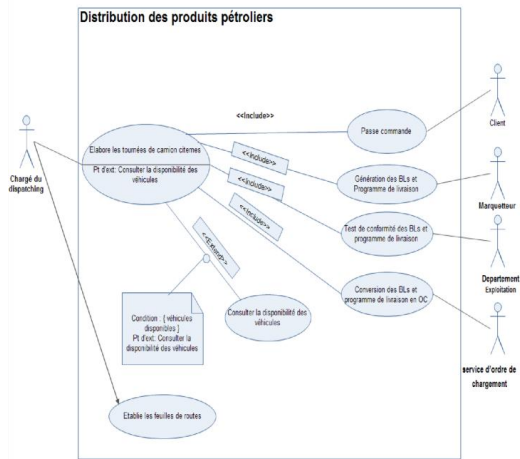 Distribution des produits pétroliers
<<Include>>
Client
Passe commande
Elabore les tournées de camion citernes
Pt d'ext: Consulter la disponibilité des
véhicules
Chargé du
dispatching
<<Include>>
Génération des BLs et
Programme de livraison
Marquetteur
<<Include>>
Test de conformité des BLs et
programme de livraison
<<Include>>
Departement
Exploitation
<<Extend>>
Conversion des BLs et
programme de livraison en OC
Condition : { véhicules
disponibles }
Pt d'ext: Consulter la
disponibilité des véhicules
Consulter la disponibilité des
véhicules
service d'ordre de
chargement
Etablie les feuilles de routes